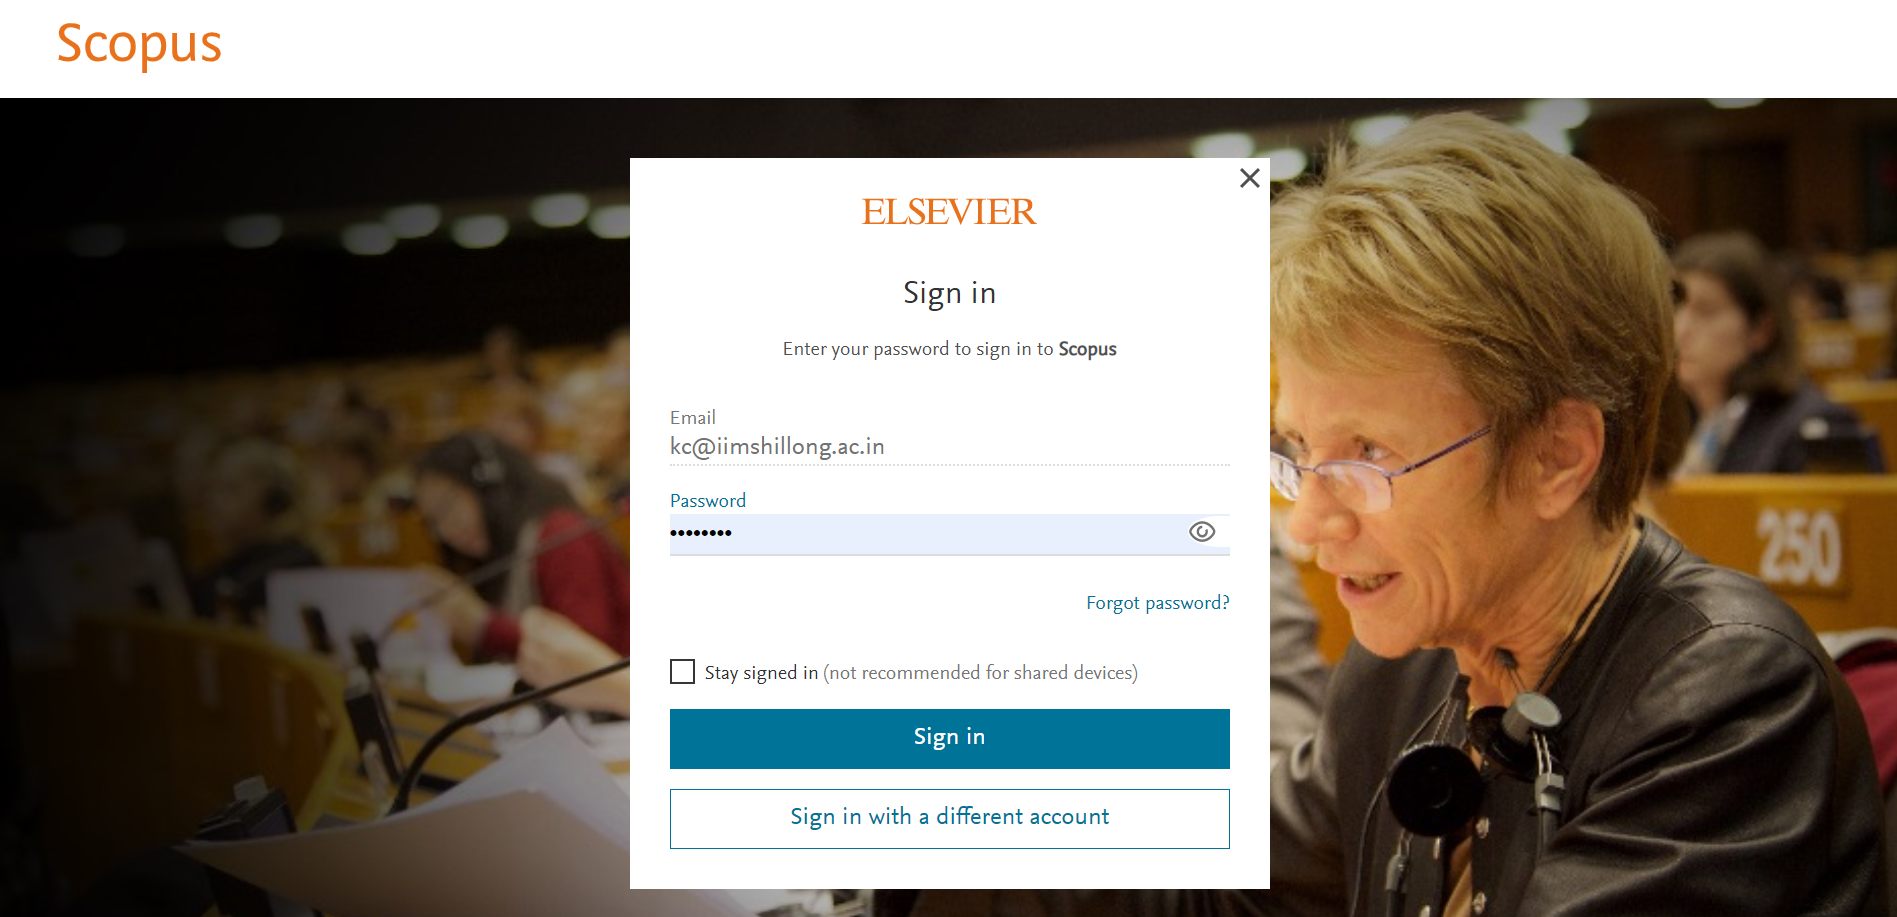 Scopus
ELSEVIER
Sign in
Enter your password to sign in to Scopus
Email
kc@iimshillong.ac.in
Password
••••••••
Forgot password?
Stay signed in (not recommended for shared devices)
Sign in
Sign in with a different account
250